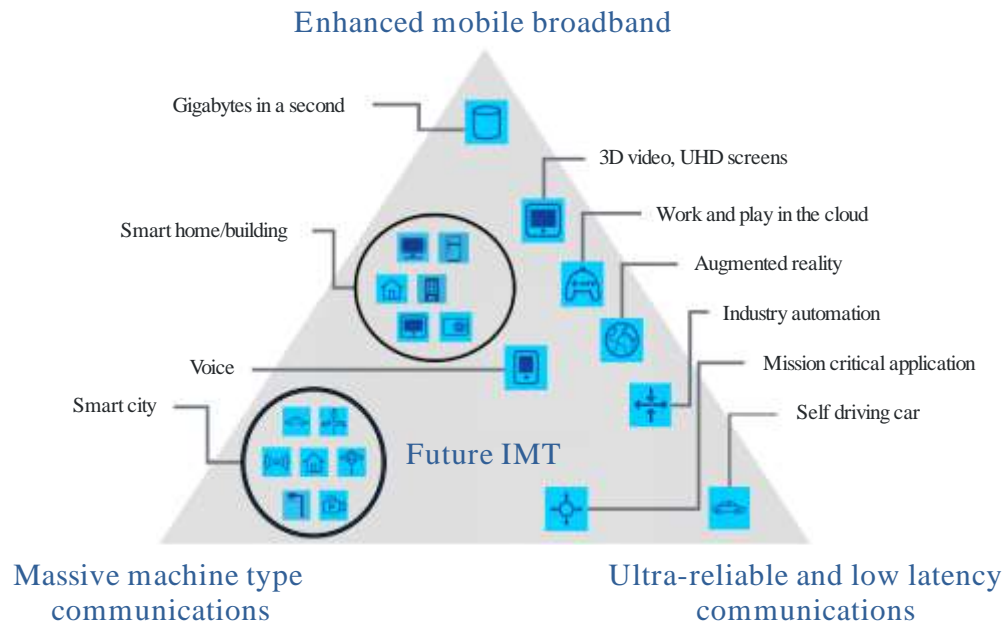 Enhanced mobile broadband
Gigabytes in a second
3D video, UHD screens
Work and play in the cloud
Smart home/building
Augmented reality
Industry automation
Voice
Mission critical application
Smart city
Self driving car
Future IMT
Massive machine type
communications
Ultra-reliable and low latency
communications